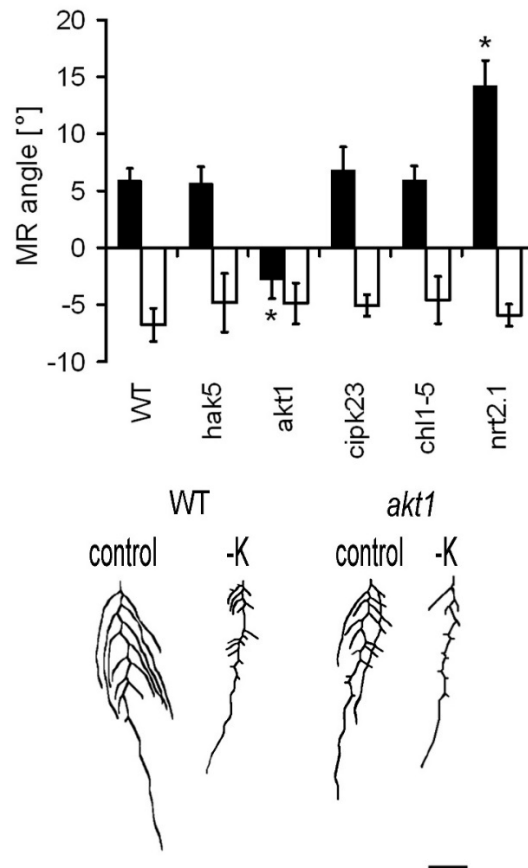 20
15
10
5
0
-5
-10
MR angle [°]
*
*
WT
hak5
akt1
cipk23
chl1-5
nrt2.1
WT akt1
control -K control -K